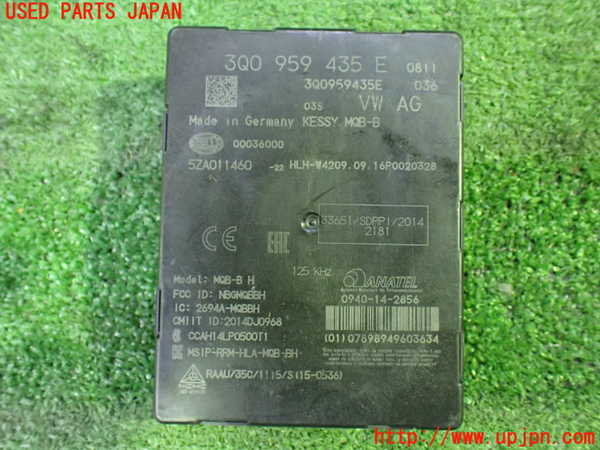 USED PARTS JAPAN
3Q0 959 435 E 0811
3Q0959435E 036
035 VW AG
Made in Germany KESSY MQB-B
HELLA 00036000
5ZA011460 -22 HLH-W4209.09.16P0020328
33651/SDPPI/2014
2181
CE EAC
125 KHz
ANATEL
Model: MQB-B H
FCC ID: NBGMQBBH
0940-14-2856
IC: 2694A-MQBBH
CMIIT ID:2014DJ0968
(01)07898949603634
CCAH14LP0500T1
MSIP-RRM-HLA-MQB-BH
RAAU/35C/1115/S(15-0536)
http://www.upjpn.com/